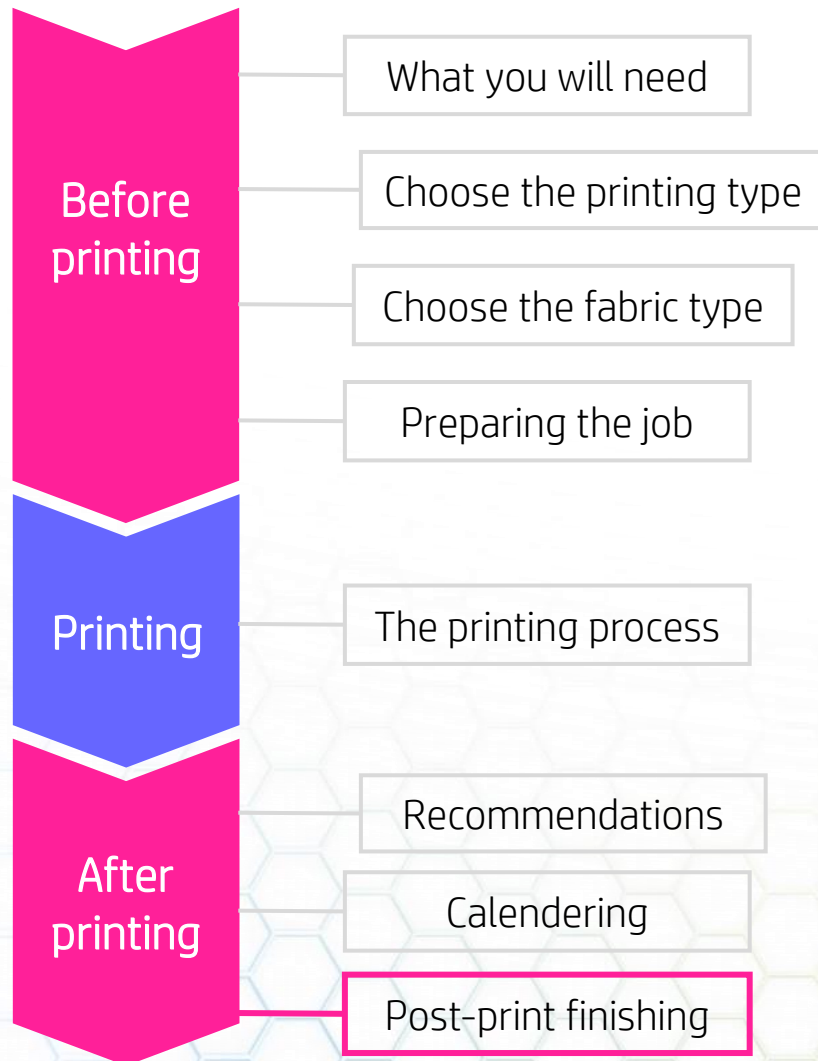 Before
printing
What you will need
Choose the printing type
Choose the fabric type
Preparing the job
Printing
The printing process
After
printing
Recommendations
Calendering
Post-print finishing